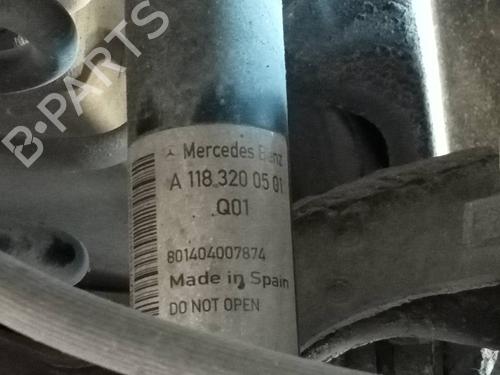 B-PARTS
Mercedes Benz
A 118 320 05 01
Q01
801404007874
Made in Spain
DO NOT OPEN